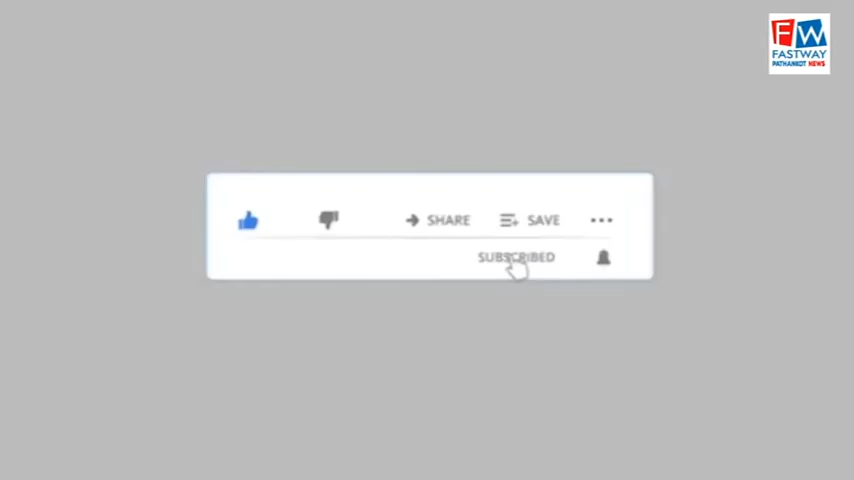 FW
FASTWAY
PATHANKOT NEWS
SHARE SAVE
SUBSCRIBED